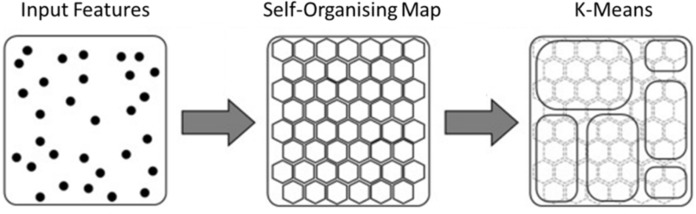 Input Features
Self-Organising Map
K-Means